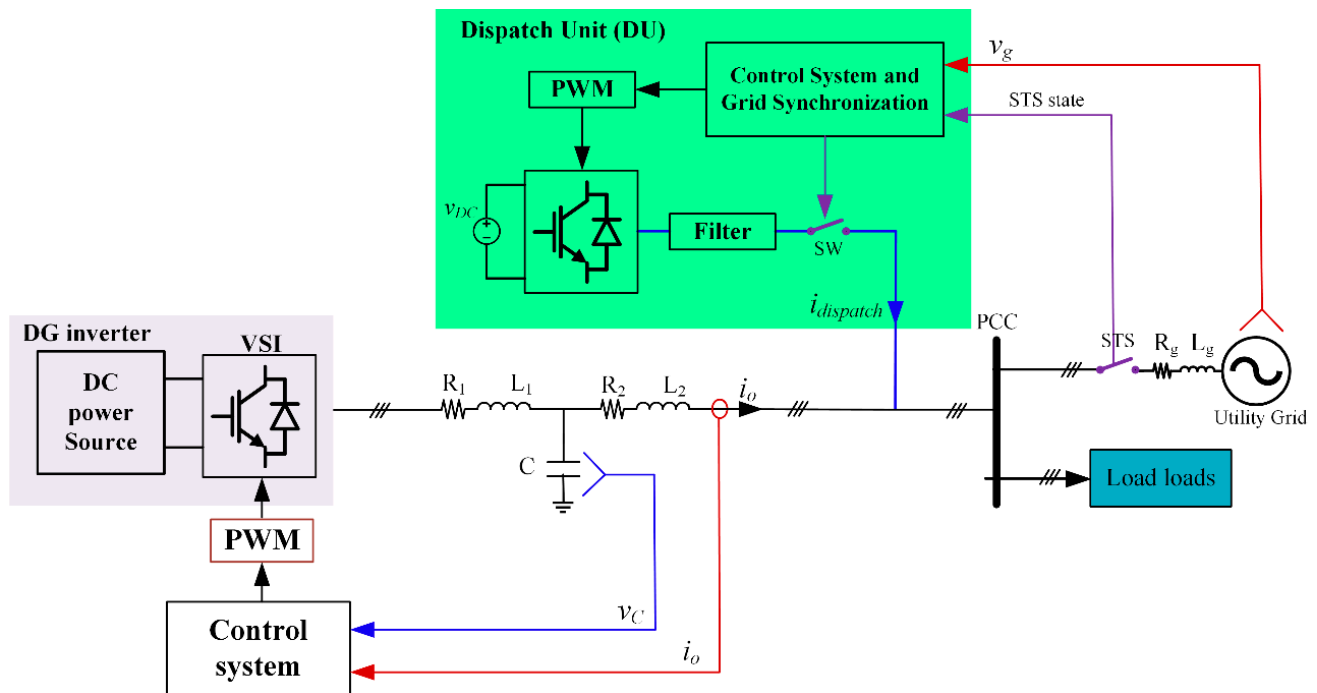 Dispatch Unit (DU)
PWM
Control System and
Grid Synchronization
v_g
STS state
v_DC
Filter
SW
i_dispatch
DG inverter
VSI
DC
power
Source
R_1
L_1
R_2
L_2
i_o
C
PCC
STS
R_g
L_g
Utility Grid
Load loads
PWM
Control
system
v_C
i_o